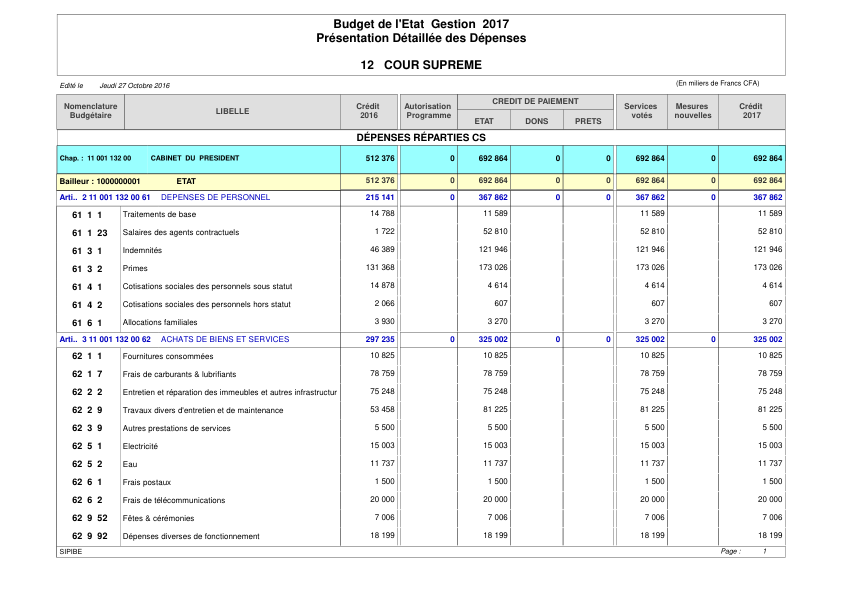 Budget de l'Etat Gestion 2017
Présentation Détaillée des Dépenses
12 COUR SUPREME
Edité le Jeudi 27 Octobre 2016 (En miliers de Francs CFA)
Nomenclature Budgétaire LIBELLE Crédit 2016 Autorisation Programme CREDIT DE PAIEMENT Services votés Mesures nouvelles Crédit 2017
ETAT DONS PRETS
DÉPENSES RÉPARTIES CS
Chap. : 11 001 132 00 CABINET DU PRESIDENT 512 376 0 692 864 0 0 692 864 0 692 864
Bailleur : 1000000001 ETAT 512 376 0 692 864 0 0 692 864 0 692 864
Arti.. 2 11 001 132 00 61 DEPENSES DE PERSONNEL 215 141 0 367 862 0 0 367 862 0 367 862
61 1 1 Traitements de base 14 788 11 589 11 589 11 589
61 1 23 Salaires des agents contractuels 1 722 52 810 52 810 52 810
61 3 1 Indemnités 46 389 121 946 121 946 121 946
61 3 2 Primes 131 368 173 026 173 026 173 026
61 4 1 Cotisations sociales des personnels sous statut 14 878 4 614 4 614 4 614
61 4 2 Cotisations sociales des personnels hors statut 2 066 607 607 607
61 6 1 Allocations familiales 3 930 3 270 3 270 3 270
Arti.. 3 11 001 132 00 62 ACHATS DE BIENS ET SERVICES 297 235 0 325 002 0 0 325 002 0 325 002
62 1 1 Fournitures consommées 10 825 10 825 10 825 10 825
62 1 7 Frais de carburants & lubrifiants 78 759 78 759 78 759 78 759
62 2 2 Entretien et réparation des immeubles et autres infrastructur 75 248 75 248 75 248 75 248
62 2 9 Travaux divers d'entretien et de maintenance 53 458 81 225 81 225 81 225
62 3 9 Autres prestations de services 5 500 5 500 5 500 5 500
62 5 1 Electricité 15 003 15 003 15 003 15 003
62 5 2 Eau 11 737 11 737 11 737 11 737
62 6 1 Frais postaux 1 500 1 500 1 500 1 500
62 6 2 Frais de télécommunications 20 000 20 000 20 000 20 000
62 9 52 Fêtes & cérémonies 7 006 7 006 7 006 7 006
62 9 92 Dépenses diverses de fonctionnement 18 199 18 199 18 199 18 199
SIPIBE Page : 1